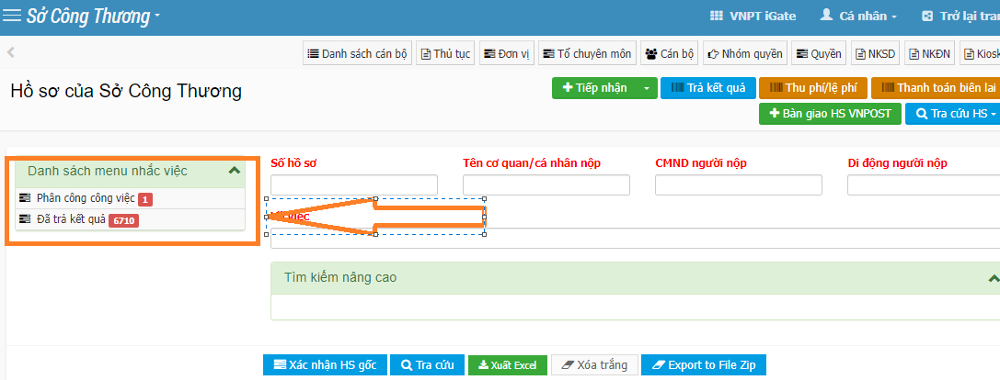 Sở Công Thương
VNPT iGate
Cá nhân
Trở lại tran
Danh sách cán bộ
Thủ tục
Đơn vị
Tổ chuyên môn
Cán bộ
Nhóm quyền
Quyền
NKSD
NKĐN
Kiosk
Hồ sơ của Sở Công Thương
Tiếp nhận
Trả kết quả
Thu phí/lệ phí
Thanh toán biên lai
Bàn giao HS VNPOST
Tra cứu HS
Danh sách menu nhắc việc
Phân công công việc 1
Đã trả kết quả 6710
Số hồ sơ
Tên cơ quan/cá nhân nộp
CMND người nộp
Di động người nộp
việc
Tìm kiếm nâng cao
Xác nhận HS gốc
Tra cứu
Xuất Excel
Xóa trắng
Export to File Zip